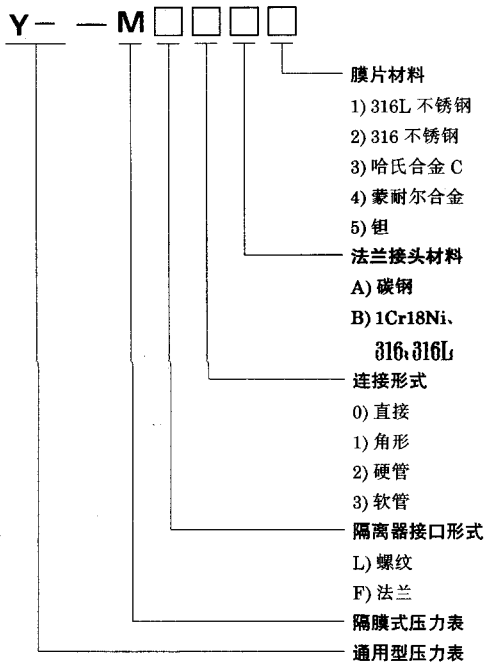 Y— — M□□□□
膜片材料
1) 316L 不锈钢
2) 316 不锈钢
3) 哈氏合金 C
4) 蒙耐尔合金
5) 钽
法兰接头材料
A) 碳钢
B) 1Cr18Ni、
316、316L
连接形式
0) 直接
1) 角形
2) 硬管
3) 软管
隔离器接口形式
L) 螺纹
F) 法兰
隔膜式压力表
通用型压力表